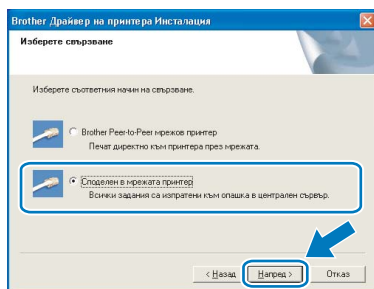 Brother Драйвер на принтера Инсталация
Изберете свързване
Изберете съответния начин на свързване.
Brother Peer-to-Peer мрежов принтер
Печат директно към принтера през мрежата.
Споделен в мрежата принтер
Всички задания са изпратени към опашка в централен сървър.
< Назад
Напред >
Отказ